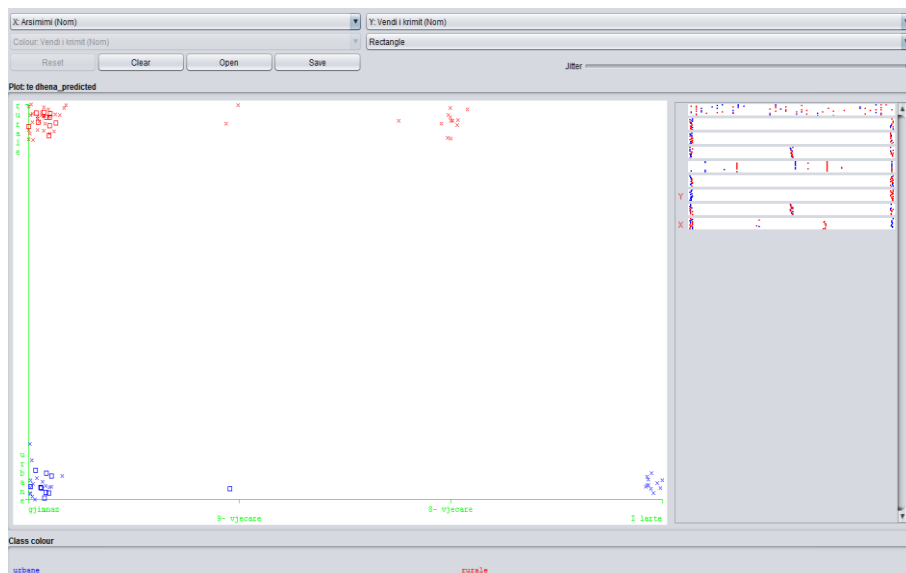 X: Arsimimi (Nom)
Y: Vendi i krimit (Nom)
Colour: Vendi i krimit (Nom)
Rectangle
Reset
Clear
Open
Save
Jitter
Plot: te dhena_predicted
rurale
urbane
gjimnaz
9- vjecare
8- vjecare
I larte
Y
X
Class colour
urbane
rurale